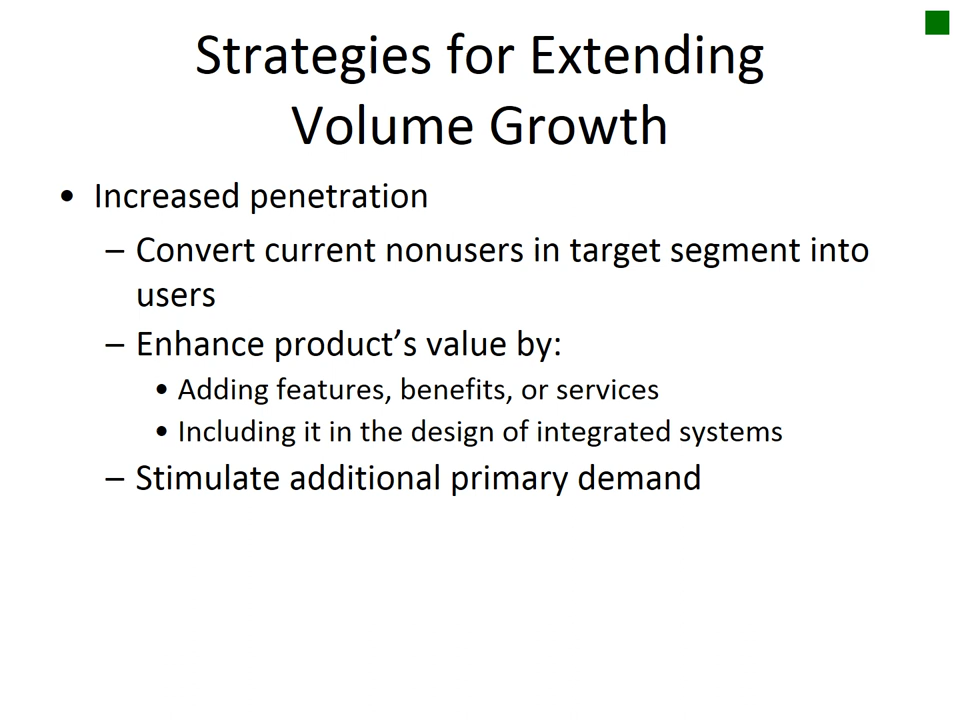 Strategies for Extending
Volume Growth
• Increased penetration
– Convert current nonusers in target segment into
users
– Enhance product’s value by:
• Adding features, benefits, or services
• Including it in the design of integrated systems
– Stimulate additional primary demand